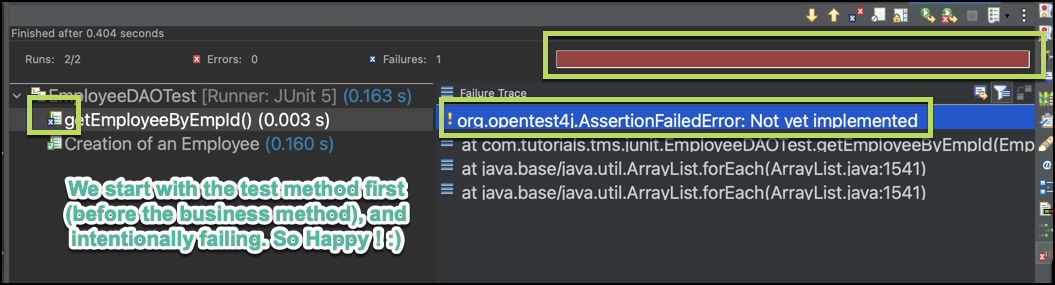 Finished after 0.404 seconds
Runs: 2/2 Errors: 0 Failures: 1
EmployeeDAOTest [Runner: JUnit 5] (0.163 s)
getEmployeeByEmpId() (0.003 s)
Creation of an Employee (0.160 s)
We start with the test method first
(before the business method), and
intentionally failing. So Happy ! :)
Failure Trace
org.opentest4j.AssertionFailedError: Not yet implemented
at com.tutorials.tms.junit.EmployeeDAOTest.getEmployeeByEmpId(Emp
at java.base/java.util.ArrayList.forEach(ArrayList.java:1541)
at java.base/java.util.ArrayList.forEach(ArrayList.java:1541)